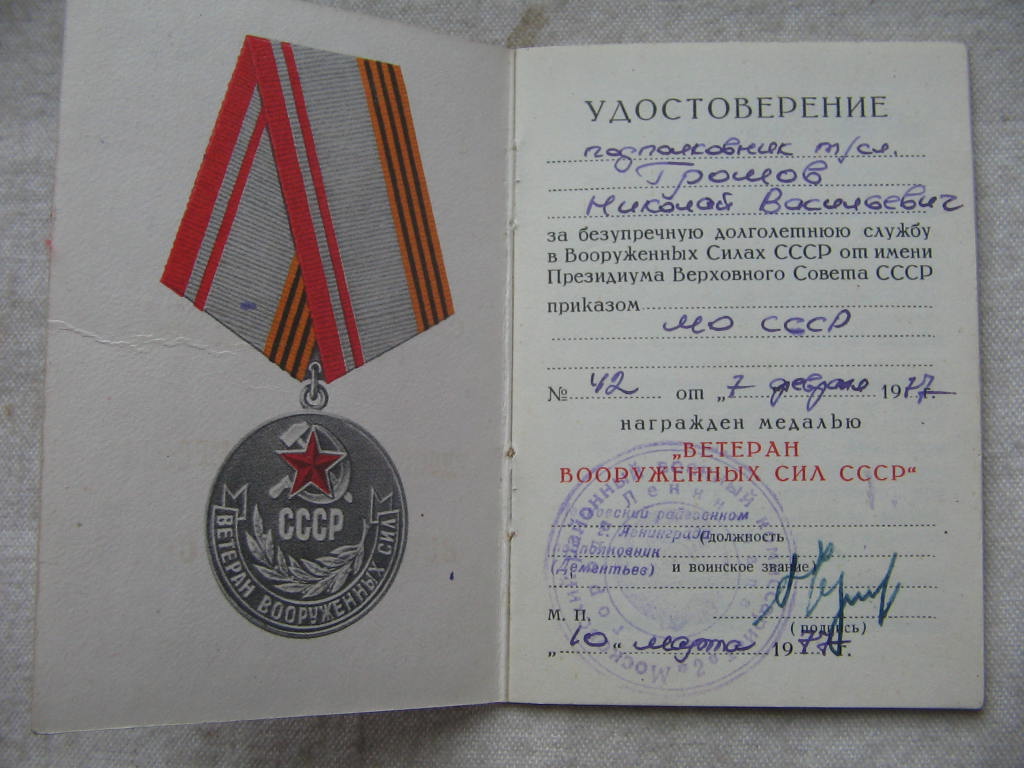 СССР
ВЕТЕРАН ВООРУЖЕННЫХ СИЛ
УДОСТОВЕРЕНИЕ
подполковник т/сл.
Громов
Николай Васильевич
за безупречную долголетнюю службу
в Вооруженных Силах СССР от имени
Президиума Верховного Совета СССР
приказом
МО СССР
№ 42 от „7 февраля 1977 г.
награжден медалью
„ВЕТЕРАН
ВООРУЖЕННЫХ СИЛ СССР“
райвоенком
г. Ленинграда
(должность
(Дементьев) и воинское звание)
М. П.
(подпись)
„10“ марта 1977 г.